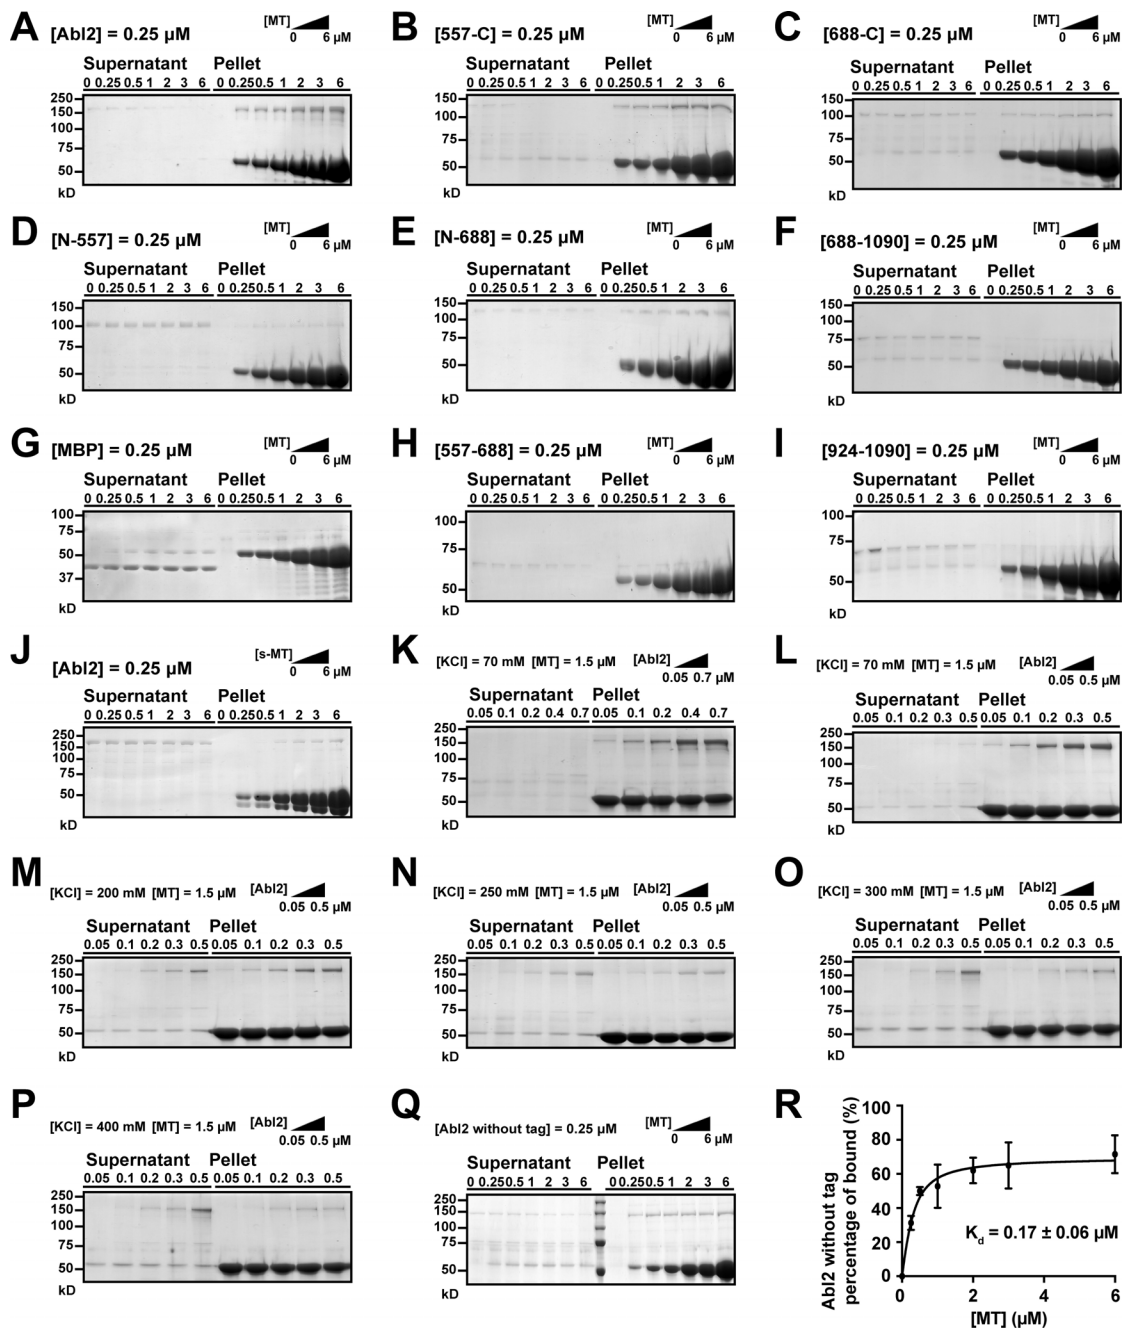 A [Abl2] = 0.25 µM [MT] 0 6 µM
Supernatant Pellet
0 0.25 0.5 1 2 3 6 0 0.25 0.5 1 2 3 6
250
150
100
75
50
kD
B [557-C] = 0.25 µM [MT] 0 6 µM
Supernatant Pellet
0 0.25 0.5 1 2 3 6 0 0.25 0.5 1 2 3 6
150
100
75
50
kD
C [688-C] = 0.25 µM [MT] 0 6 µM
Supernatant Pellet
0 0.25 0.5 1 2 3 6 0 0.25 0.5 1 2 3 6
150
100
75
50
kD
D [N-557] = 0.25 µM [MT] 0 6 µM
Supernatant Pellet
0 0.25 0.5 1 2 3 6 0 0.25 0.5 1 2 3 6
150
100
75
50
kD
E [N-688] = 0.25 µM [MT] 0 6 µM
Supernatant Pellet
0 0.25 0.5 1 2 3 6 0 0.25 0.5 1 2 3 6
150
100
75
50
kD
F [688-1090] = 0.25 µM [MT] 0 6 µM
Supernatant Pellet
0 0.25 0.5 1 2 3 6 0 0.25 0.5 1 2 3 6
150
100
75
50
kD
G [MBP] = 0.25 µM [MT] 0 6 µM
Supernatant Pellet
0 0.25 0.5 1 2 3 6 0 0.25 0.5 1 2 3 6
100
75
50
37
kD
H [557-688] = 0.25 µM [MT] 0 6 µM
Supernatant Pellet
0 0.25 0.5 1 2 3 6 0 0.25 0.5 1 2 3 6
100
75
50
kD
I [924-1090] = 0.25 µM [MT] 0 6 µM
Supernatant Pellet
0 0.25 0.5 1 2 3 6 0 0.25 0.5 1 2 3 6
100
75
50
kD
J [Abl2] = 0.25 µM [s-MT] 0 6 µM
Supernatant Pellet
0 0.25 0.5 1 2 3 6 0 0.25 0.5 1 2 3 6
250
150
100
75
50
kD
K [KCl] = 70 mM [MT] = 1.5 µM [Abl2] 0.05 0.7 µM
Supernatant Pellet
0.05 0.1 0.2 0.4 0.7 0.05 0.1 0.2 0.4 0.7
250
150
100
75
50
kD
L [KCl] = 70 mM [MT] = 1.5 µM [Abl2] 0.05 0.5 µM
Supernatant Pellet
0.05 0.1 0.2 0.3 0.5 0.05 0.1 0.2 0.3 0.5
250
150
100
75
50
kD
M [KCl] = 200 mM [MT] = 1.5 µM [Abl2] 0.05 0.5 µM
Supernatant Pellet
0.05 0.1 0.2 0.3 0.5 0.05 0.1 0.2 0.3 0.5
250
150
100
75
50
kD
N [KCl] = 250 mM [MT] = 1.5 µM [Abl2] 0.05 0.5 µM
Supernatant Pellet
0.05 0.1 0.2 0.3 0.5 0.05 0.1 0.2 0.3 0.5
250
150
100
75
50
kD
O [KCl] = 300 mM [MT] = 1.5 µM [Abl2] 0.05 0.5 µM
Supernatant Pellet
0.05 0.1 0.2 0.3 0.5 0.05 0.1 0.2 0.3 0.5
250
150
100
75
50
kD
P [KCl] = 400 mM [MT] = 1.5 µM [Abl2] 0.05 0.5 µM
Supernatant Pellet
0.05 0.1 0.2 0.3 0.5 0.05 0.1 0.2 0.3 0.5
250
150
100
75
50
kD
Q [Abl2 without tag] = 0.25 µM [MT] 0 6 µM
Supernatant Pellet
0 0.25 0.5 1 2 3 6 0 0.25 0.5 1 2 3 6
250
150
100
75
50
kD
R
Abl2 without tag
percentage of bound (%)
100
80
60
40
20
0
Kd = 0.17 ± 0.06 µM
0 2 4 6
[MT] (µM)